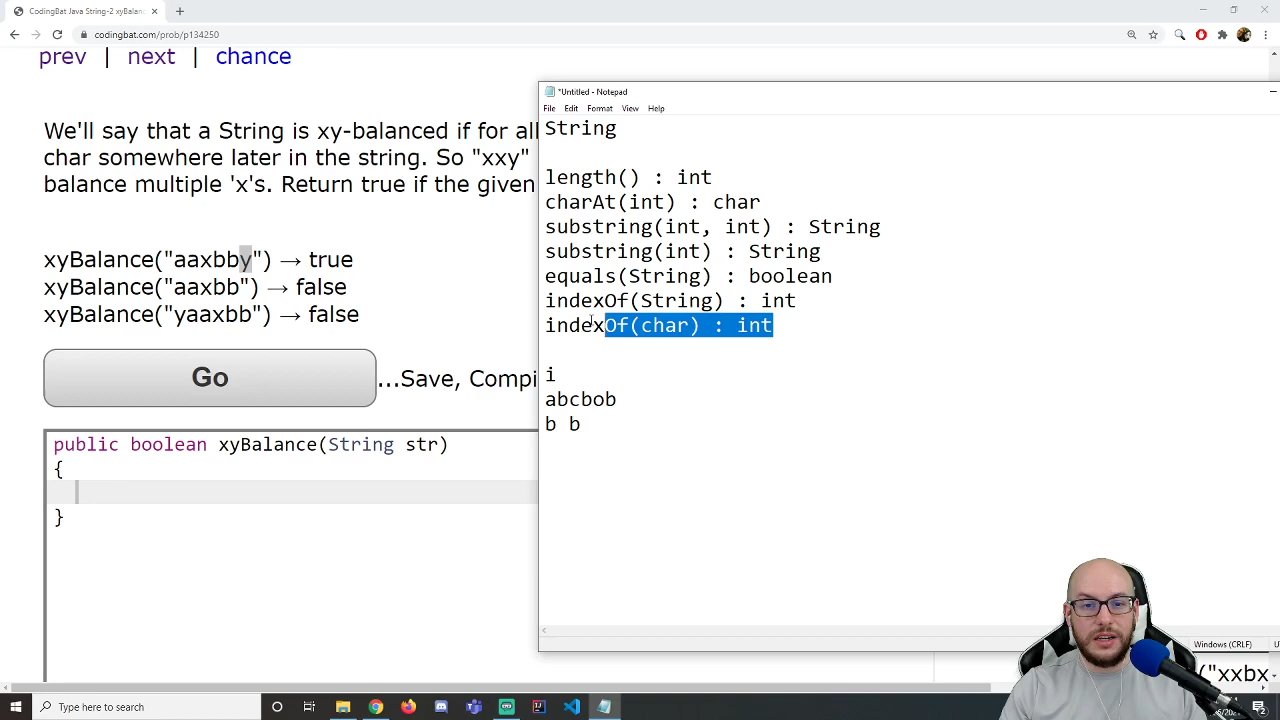 CodingBat Java String-2 xyBalan
codingbat.com/prob/p134250
prev | next | chance
We'll say that a String is xy-balanced if for all
char somewhere later in the string. So "xxy"
balance multiple 'x's. Return true if the given
xyBalance("aaxbby") → true
xyBalance("aaxbb") → false
xyBalance("yaaxbb") → false
Go
...Save, Compi
public boolean xyBalance(String str)
{
}
*Untitled - Notepad
File Edit Format View Help
String
length() : int
charAt(int) : char
substring(int, int) : String
substring(int) : String
equals(String) : boolean
indexOf(String) : int
indexOf(char) : int
i
abcbob
b b
Windows (CRLF)
("xxbx
Type here to search